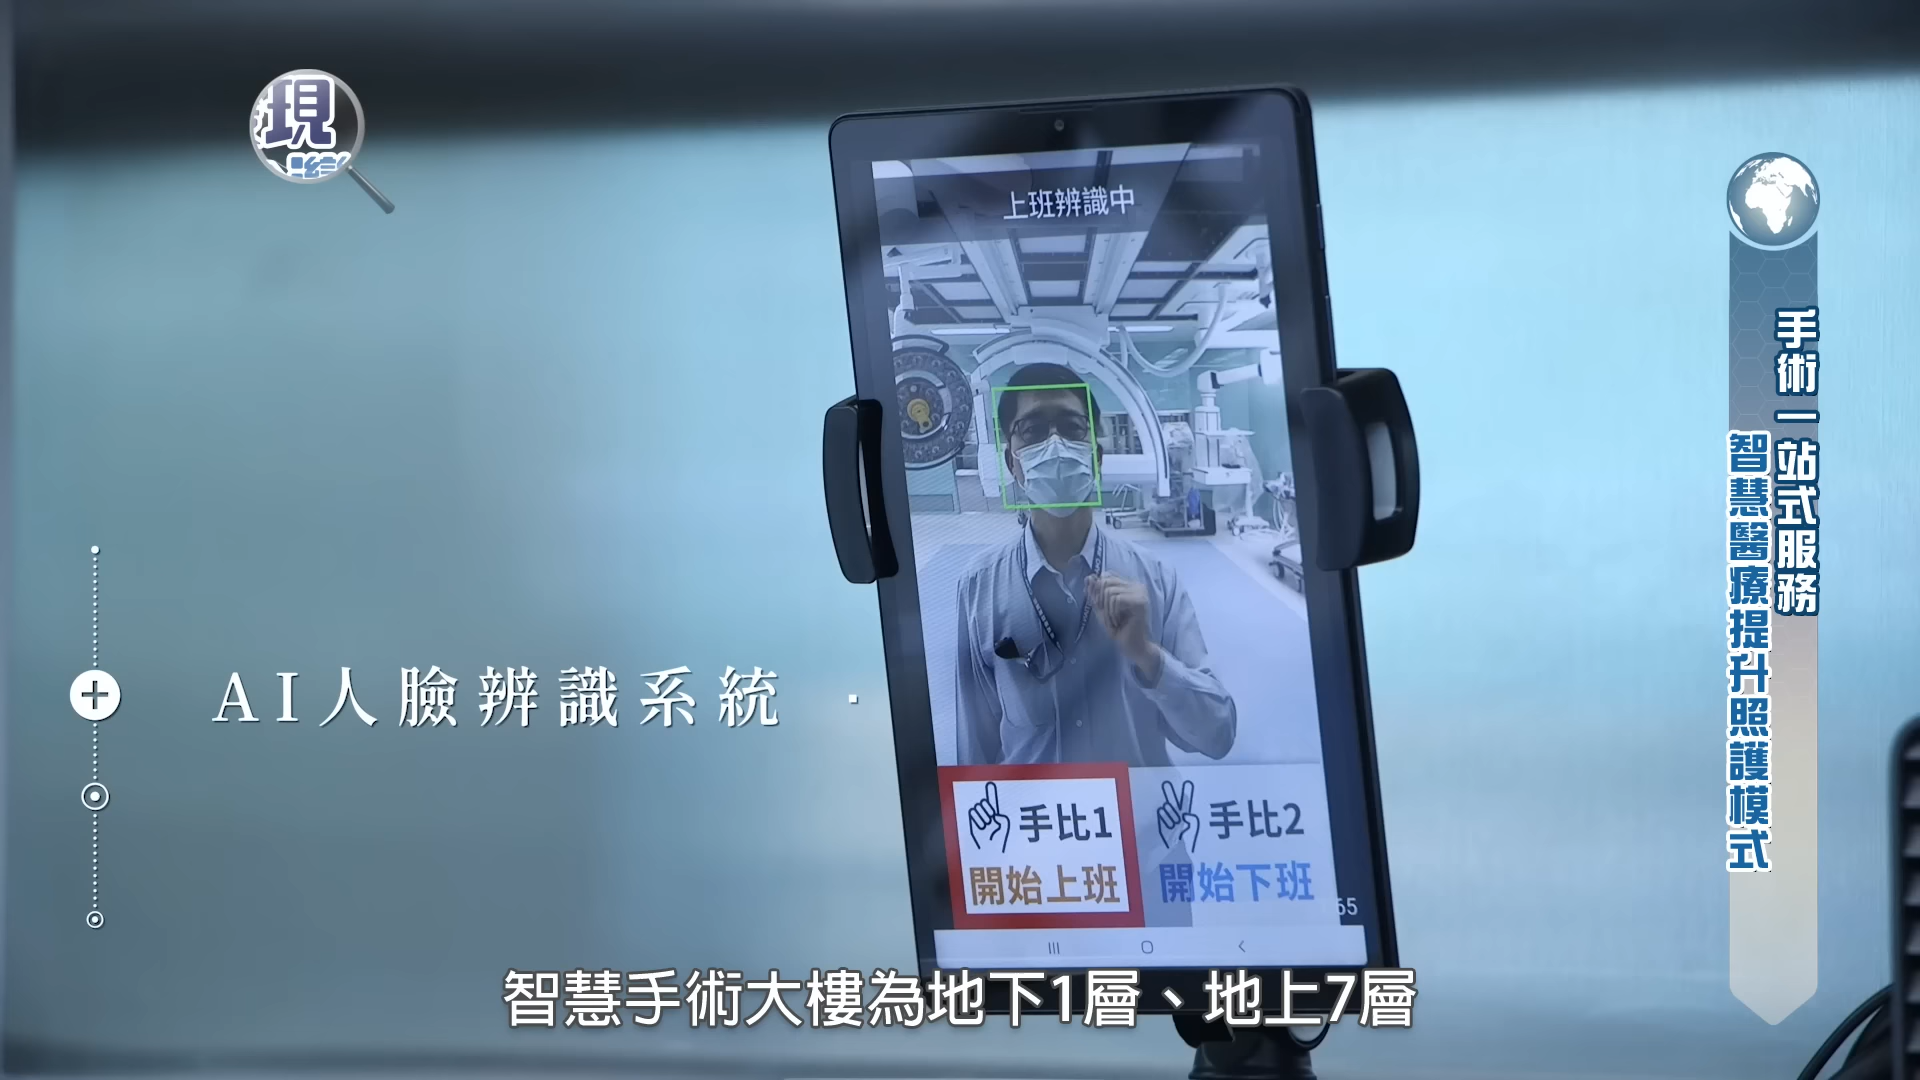 現
上班辨識中
手術一站式服務
智慧醫療提升照護模式
AI人臉辨識系統
手比1
開始上班
手比2
開始下班
智慧手術大樓為地下1層、地上7層